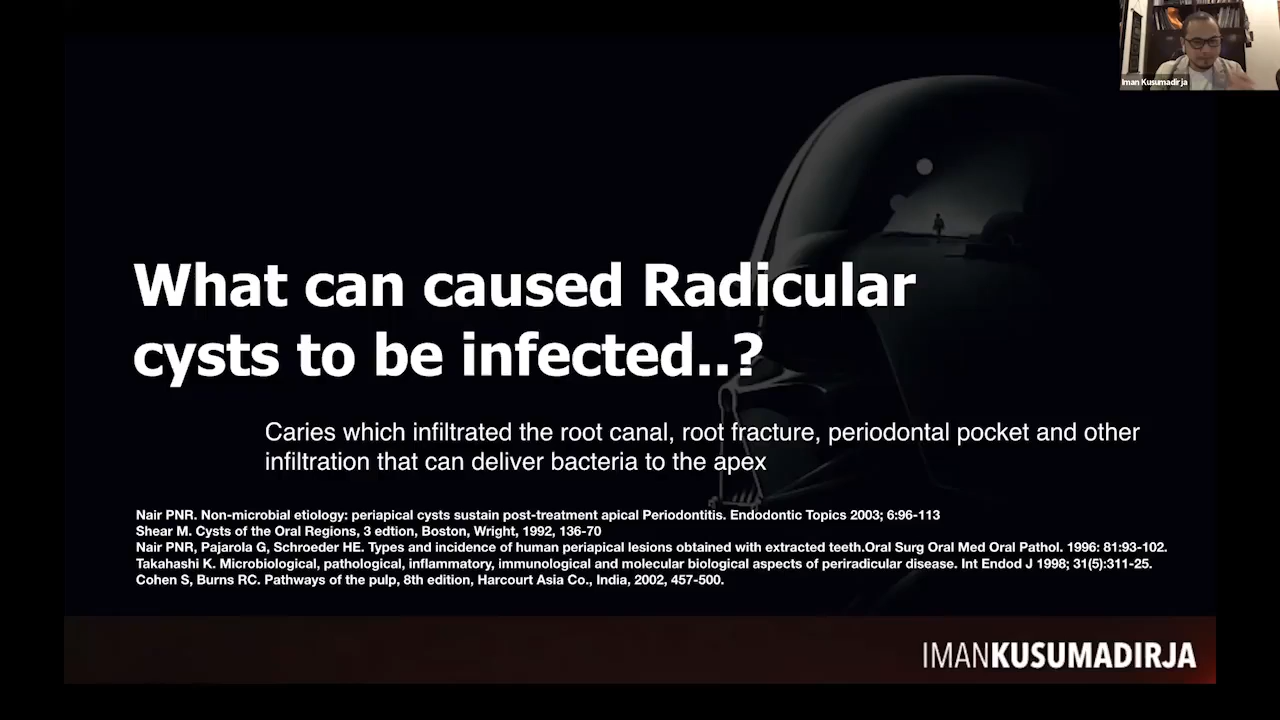 Iman Kusumadirja
What can caused Radicular
cysts to be infected..?
Caries which infiltrated the root canal, root fracture, periodontal pocket and other
infiltration that can deliver bacteria to the apex
Nair PNR. Non-microbial etiology: periapical cysts sustain post-treatment apical Periodontitis. Endodontic Topics 2003; 6:96-113
Shear M. Cysts of the Oral Regions, 3 edtion, Boston, Wright, 1992, 136-70
Nair PNR, Pajarola G, Schroeder HE. Types and incidence of human periapical lesions obtained with extracted teeth.Oral Surg Oral Med Oral Pathol. 1996: 81:93-102.
Takahashi K. Microbiological, pathological, inflammatory, immunological and molecular biological aspects of periradicular disease. Int Endod J 1998; 31(5):311-25.
Cohen S, Burns RC. Pathways of the pulp, 8th edition, Harcourt Asia Co., India, 2002, 457-500.
IMANKUSUMADIRJA